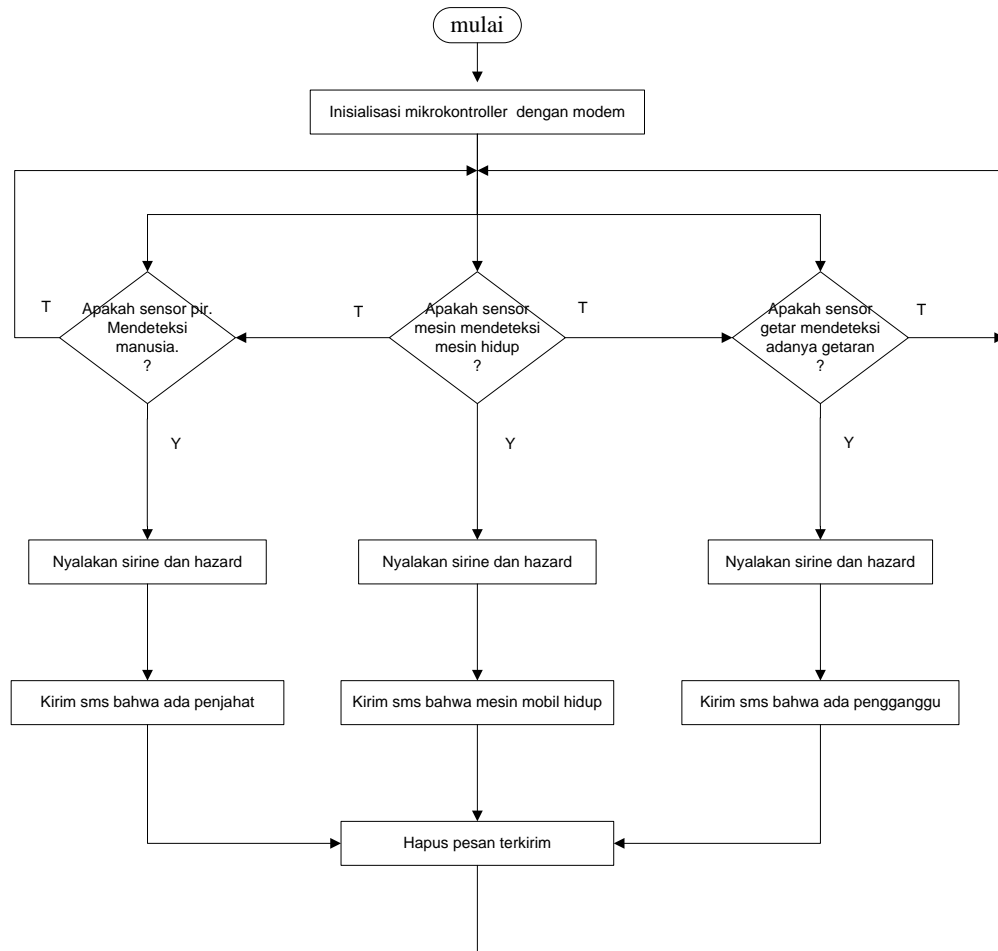 mulai
Inisialisasi mikrokontroller dengan modem
T
Apakah sensor pir.
Mendeteksi
manusia.
?
T
Apakah sensor
mesin mendeteksi
mesin hidup
?
T
Apakah sensor
getar mendeteksi
adanya getaran
?
T
Y
Y
Y
Nyalakan sirine dan hazard
Nyalakan sirine dan hazard
Nyalakan sirine dan hazard
Kirim sms bahwa ada penjahat
Kirim sms bahwa mesin mobil hidup
Kirim sms bahwa ada pengganggu
Hapus pesan terkirim